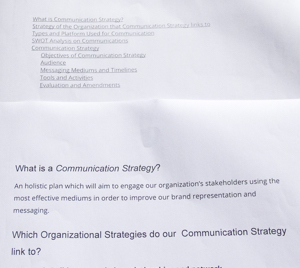 What is Communication Strategy?
Strategy of the Organization that Communication Strategy links to
Types and Platform Used for Communication
SWOT Analysis on Communications
Communication Strategy
Objectives of Communication Strategy
Audience
Messaging Mediums and Timelines
Tools and Activities
Evaluation and Amendments
What is a Communication Strategy?
An holistic plan which will aim to engage our organization's stakeholders using the
most effective mediums in order to improve our brand representation and
messaging.
Which Organizational Strategies do our Communication Strategy
link to?